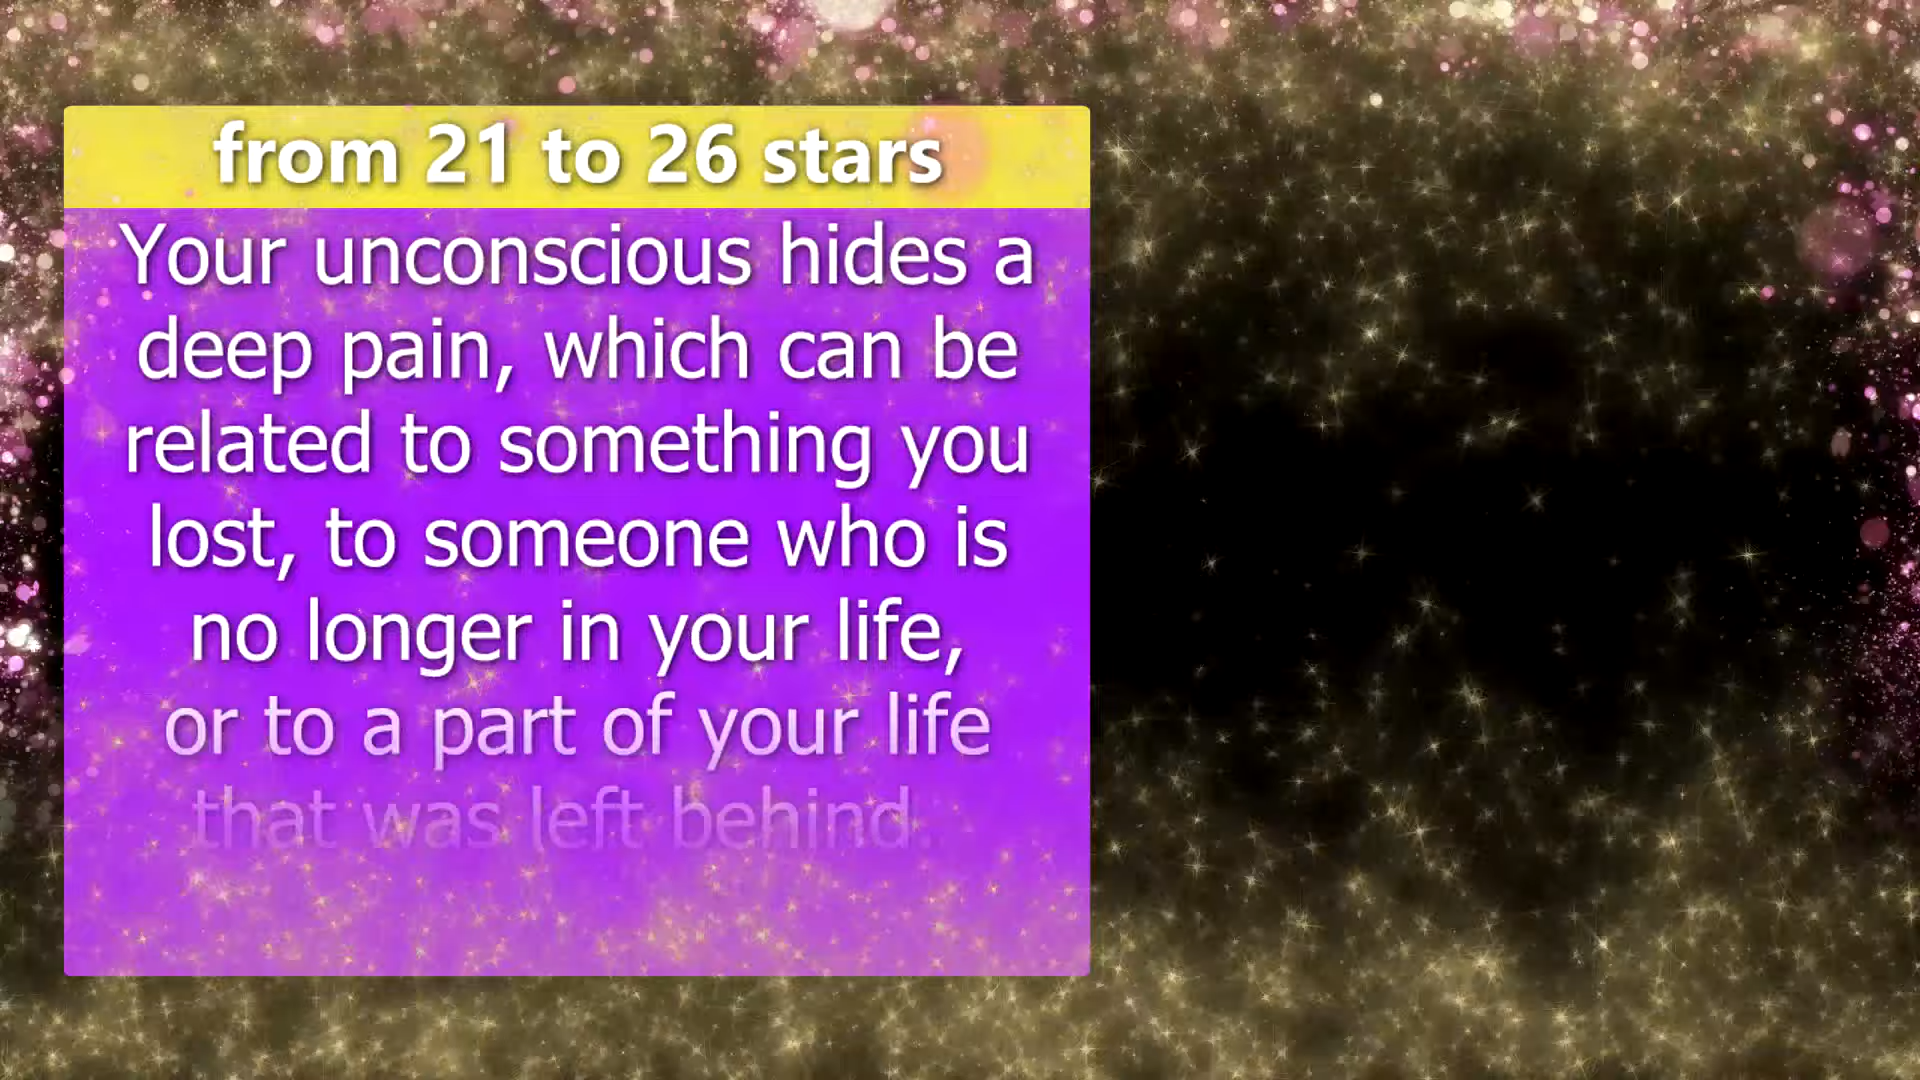 from 21 to 26 stars
Your unconscious hides a
deep pain, which can be
related to something you
lost, to someone who is
no longer in your life,
or to a part of your life
that was left behind.